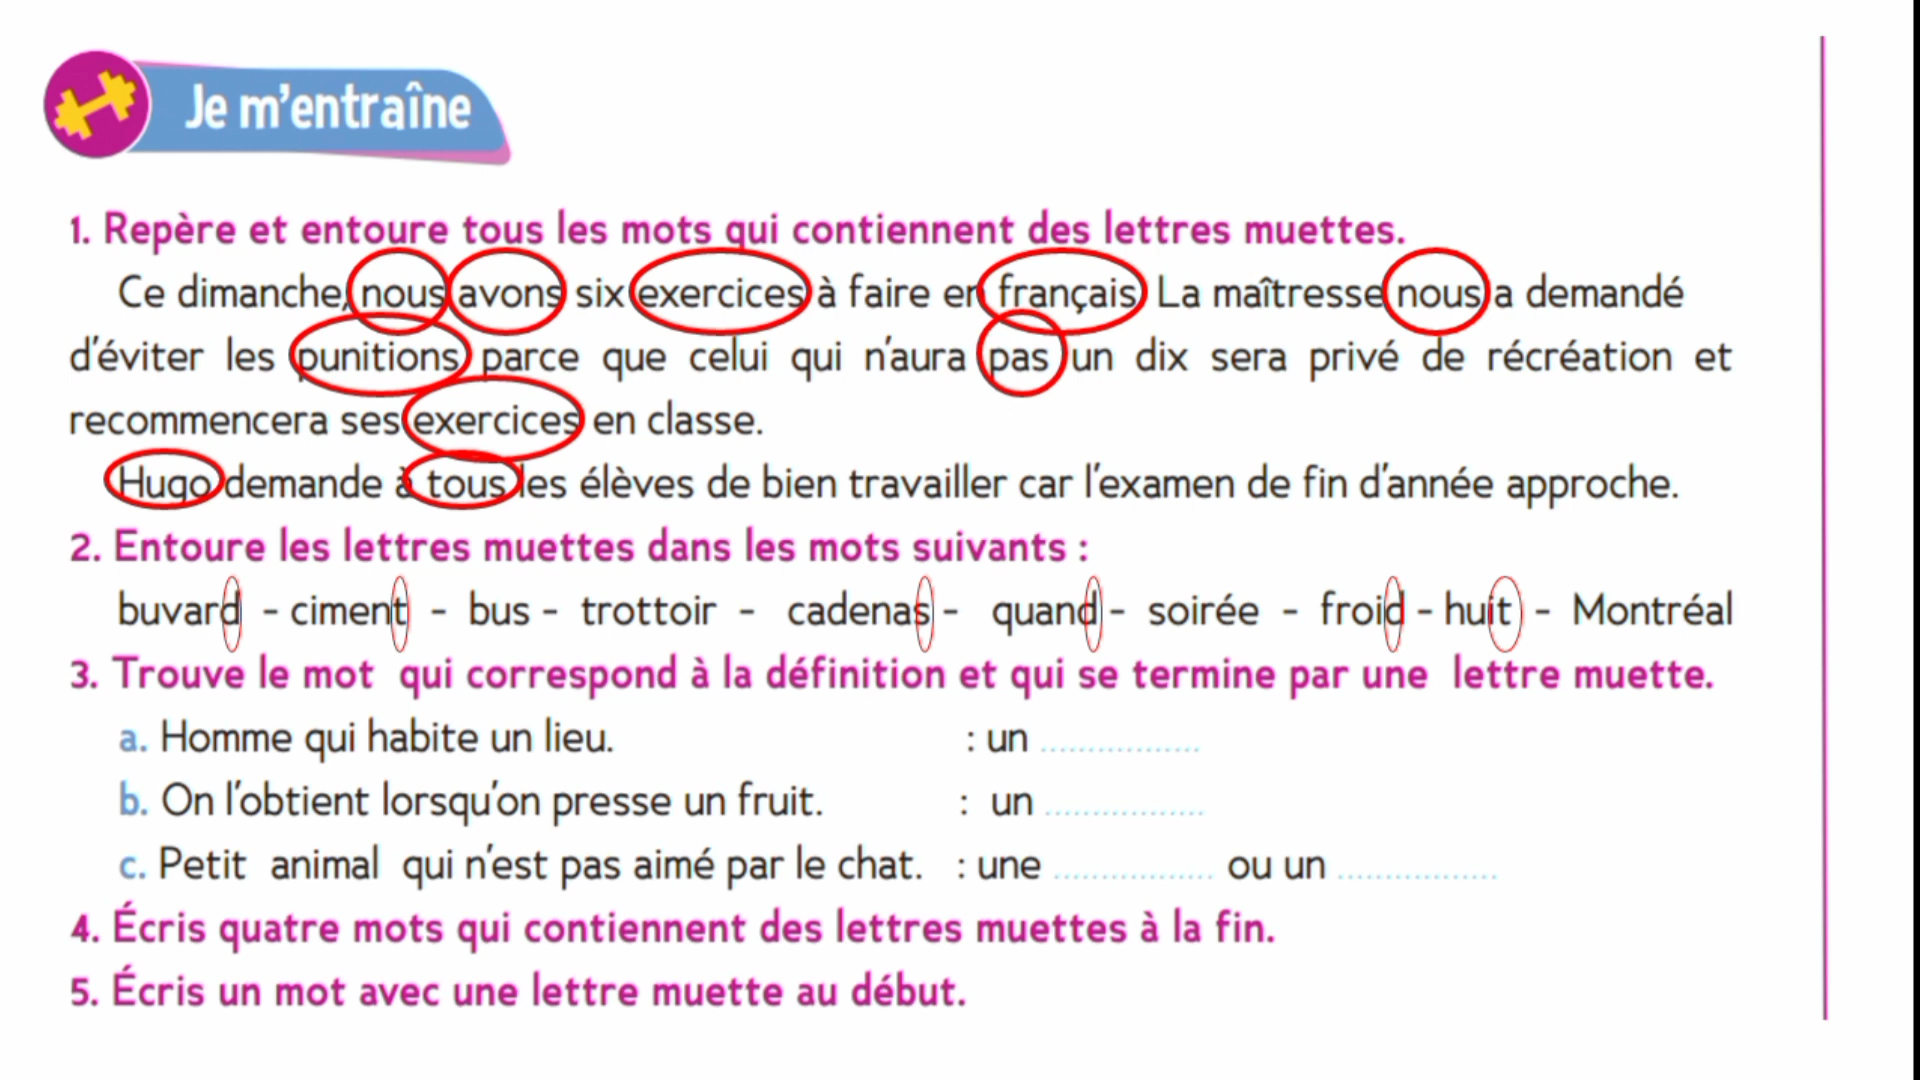 Je m'entraîne
1. Repère et entoure tous les mots qui contiennent des lettres muettes.
Ce dimanche, nous avons six exercices à faire en français. La maîtresse nous a demandé
d'éviter les punitions parce que celui qui n'aura pas un dix sera privé de récréation et
recommencera ses exercices en classe.
Hugo demande à tous les élèves de bien travailler car l'examen de fin d'année approche.
2. Entoure les lettres muettes dans les mots suivants :
buvard - ciment - bus - trottoir - cadenas - quand - soirée - froid - huit - Montréal
3. Trouve le mot qui correspond à la définition et qui se termine par une lettre muette.
a. Homme qui habite un lieu. : un .................
b. On l'obtient lorsqu'on presse un fruit. : un .................
c. Petit animal qui n'est pas aimé par le chat. : une ................. ou un .................
4. Écris quatre mots qui contiennent des lettres muettes à la fin.
5. Écris un mot avec une lettre muette au début.